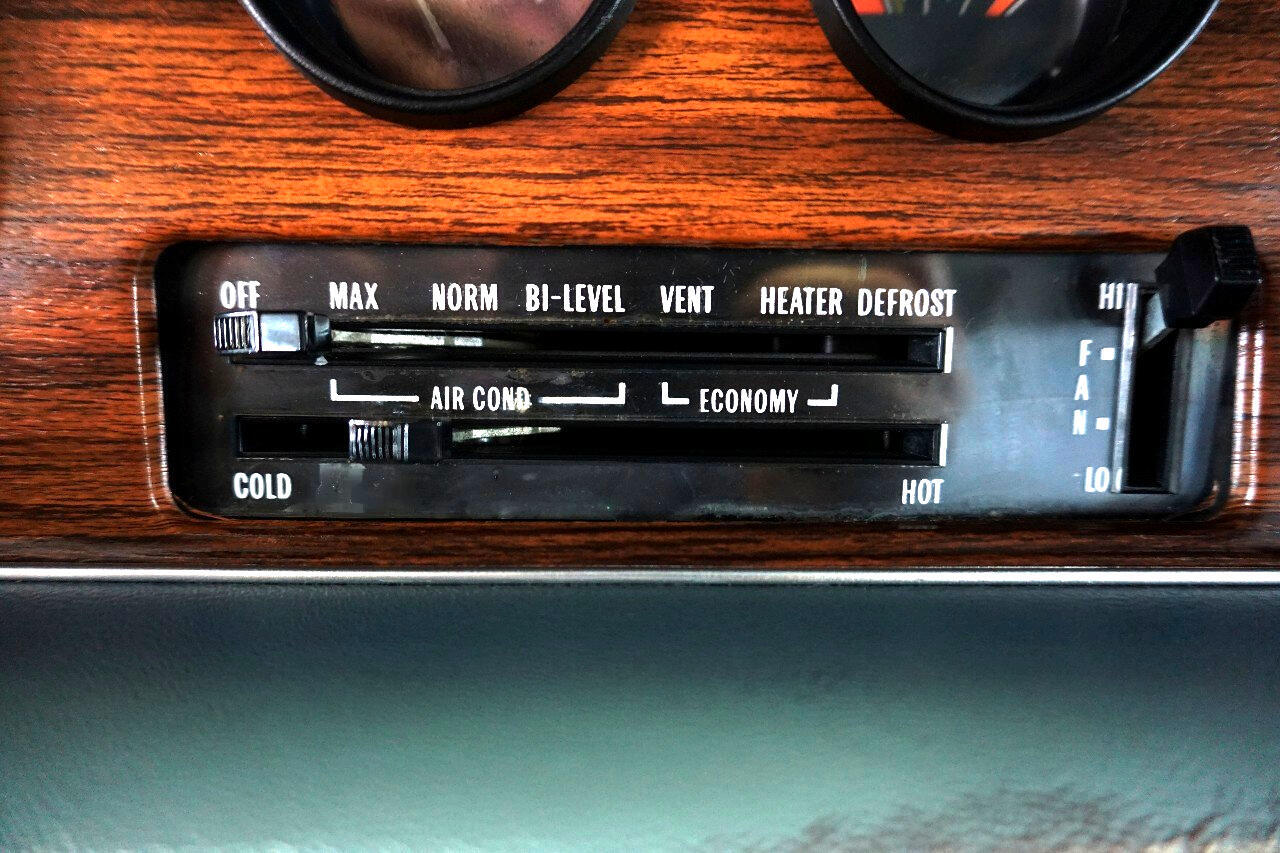 OFF MAX NORM BI-LEVEL VENT HEATER DEFROST
AIR COND ECONOMY
COLD HOT
HI
F
A
N
LO